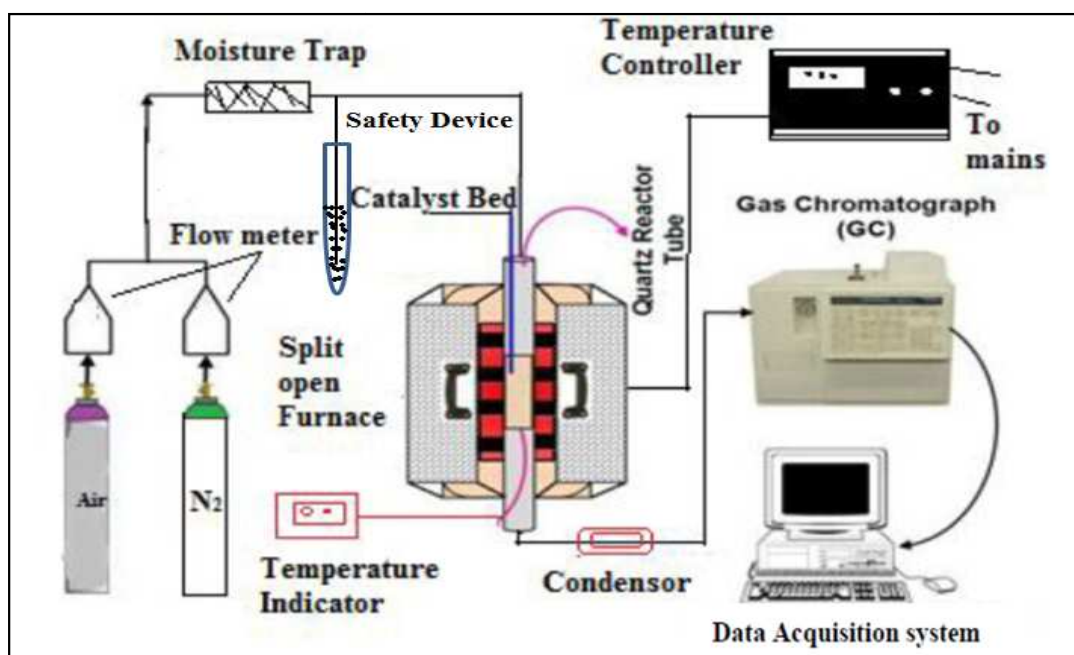 Moisture Trap
Temperature
Controller
Safety Device
To
mains
Catalyst Bed
Quartz Reactor
Tube
Gas Chromatograph
(GC)
Flow meter
Split
open
Furnace
Air
N2
Temperature
Indicator
Condensor
Data Acquisition system